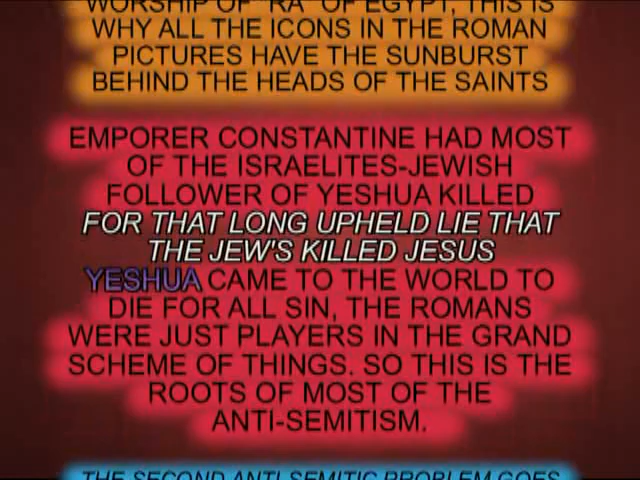 WORSHIP OF "RA" OF EGYPT, THIS IS
WHY ALL THE ICONS IN THE ROMAN
PICTURES HAVE THE SUNBURST
BEHIND THE HEADS OF THE SAINTS
EMPORER CONSTANTINE HAD MOST
OF THE ISRAELITES-JEWISH
FOLLOWER OF YESHUA KILLED
FOR THAT LONG UPHELD LIE THAT
THE JEW'S KILLED JESUS
YESHUA CAME TO THE WORLD TO
DIE FOR ALL SIN, THE ROMANS
WERE JUST PLAYERS IN THE GRAND
SCHEME OF THINGS. SO THIS IS THE
ROOTS OF MOST OF THE
ANTI-SEMITISM.
THE SECOND ANTI SEMITIC PROBLEM GOES